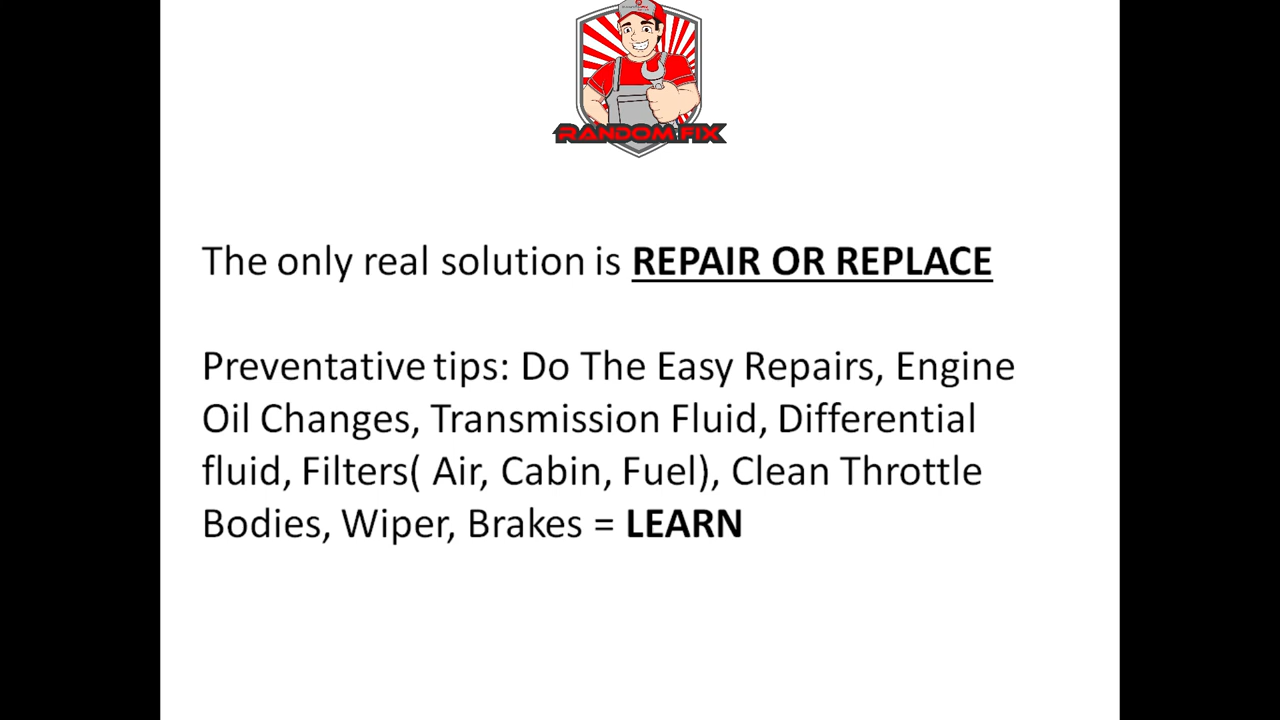 RANDOM FIX
The only real solution is REPAIR OR REPLACE
Preventative tips: Do The Easy Repairs, Engine
Oil Changes, Transmission Fluid, Differential
fluid, Filters( Air, Cabin, Fuel), Clean Throttle
Bodies, Wiper, Brakes = LEARN